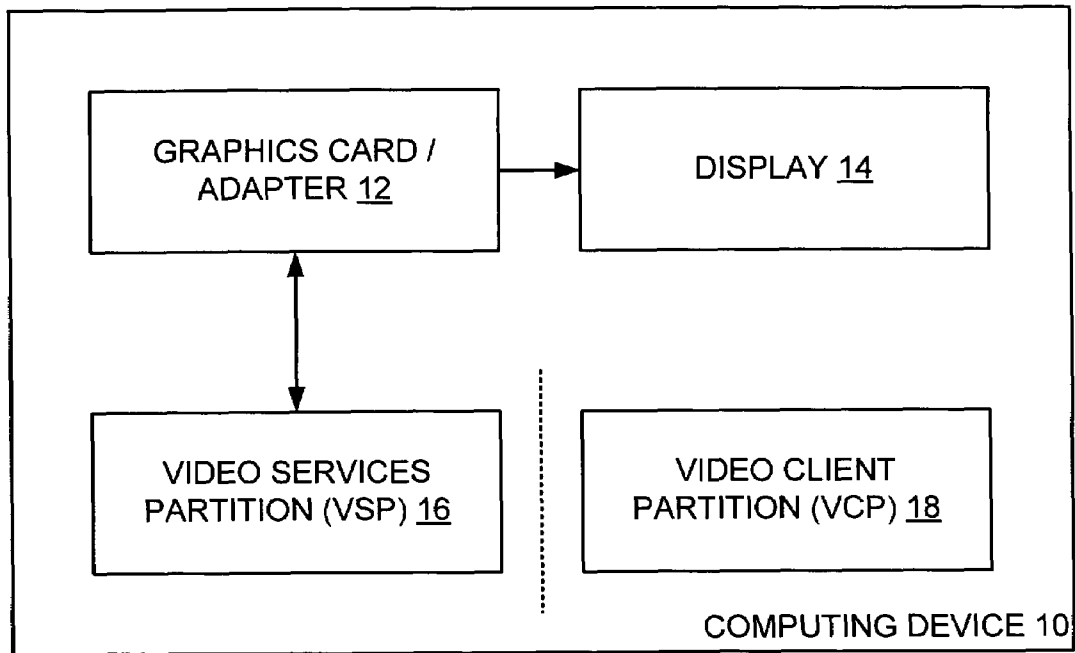 GRAPHICS CARD /
ADAPTER 12
DISPLAY 14
VIDEO SERVICES
PARTITION (VSP) 16
VIDEO CLIENT
PARTITION (VCP) 18
COMPUTING DEVICE 10